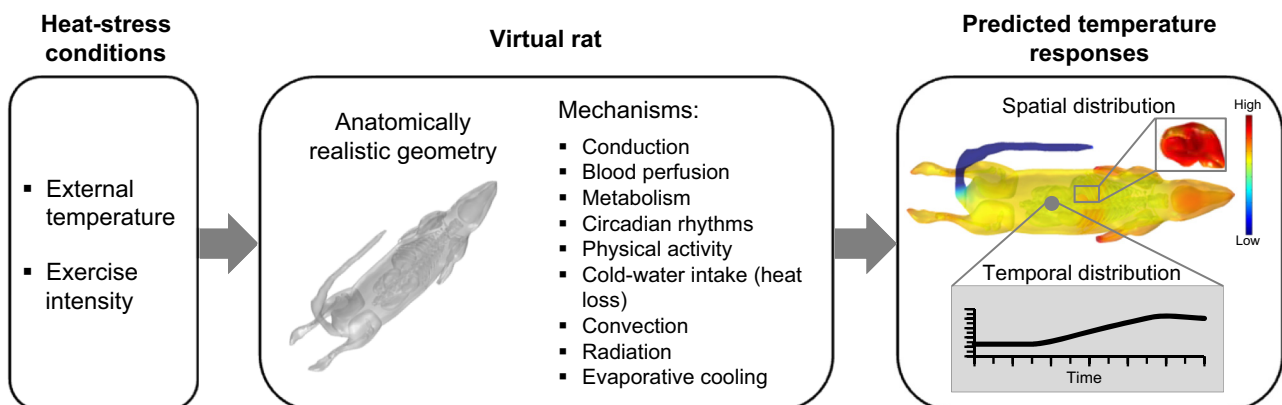 Heat-stress
conditions
▪ External
temperature
▪ Exercise
intensity
Virtual rat
Anatomically
realistic geometry
Mechanisms:
▪ Conduction
▪ Blood perfusion
▪ Metabolism
▪ Circadian rhythms
▪ Physical activity
▪ Cold-water intake (heat
loss)
▪ Convection
▪ Radiation
▪ Evaporative cooling
Predicted temperature
responses
Spatial distribution
High
Low
Temporal distribution
Time